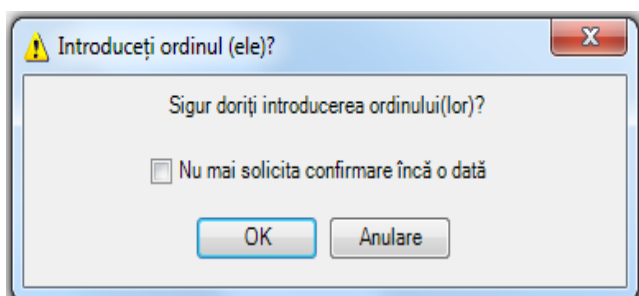 Introduceți ordinul (ele)?
Sigur doriți introducerea ordinului(lor)?
Nu mai solicita confirmare încă o dată
OK Anulare